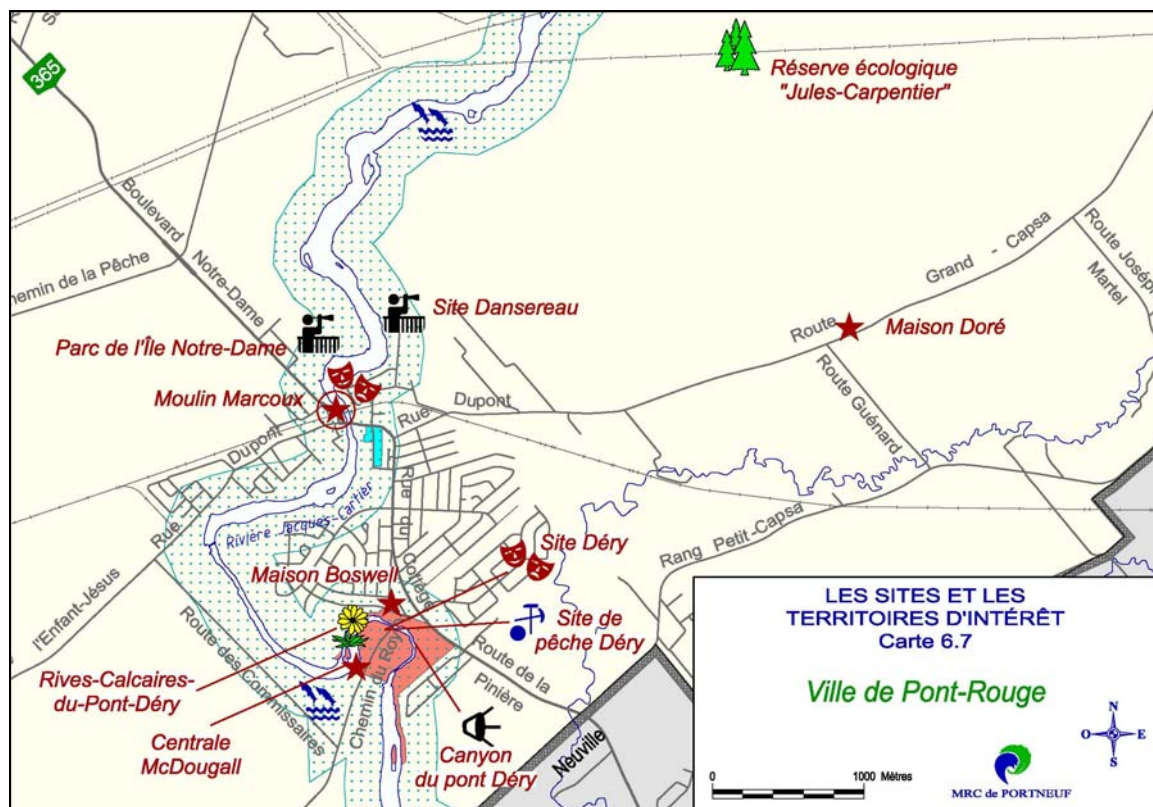 365
Réserve écologique
"Jules-Carpentier"
Boulevard Notre-Dame
hemin de la Pêche
Route Grand - Capsa
Route Joseph
Martel
Site Dansereau
Parc de l'Île Notre-Dame
Maison Doré
Moulin Marcoux
Rue Dupont
Route Guénard
Rue Dupont
Rue du Collège
Rivière Jacques-Cartier
Rang Petit-Capsa
Site Déry
Maison Boswell
l'Enfant-Jésus
Route des Commissaires
Site de
pêche Déry
Chemin du Roy
Route de la
Pinière
Rives-Calcaires-
du-Pont-Déry
Centrale
McDougall
Canyon
du pont Déry
Neuville
LES SITES ET LES
TERRITOIRES D'INTÉRÊT
Carte 6.7
Ville de Pont-Rouge
N
O E
S
0 1000 Mètres
MRC de PORTNEUF